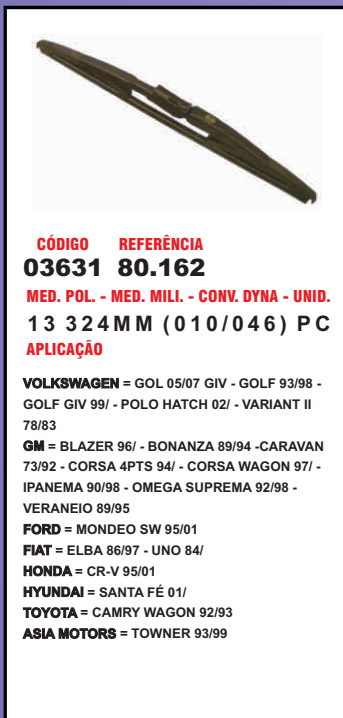 CÓDIGO REFERÊNCIA
03631 80.162
MED. POL. - MED. MILI. - CONV. DYNA - UNID.
13 324MM (010/046) PC
APLICAÇÃO
VOLKSWAGEN = GOL 05/07 GIV - GOLF 93/98 -
GOLF GIV 99/ - POLO HATCH 02/ - VARIANT II
78/83
GM = BLAZER 96/ - BONANZA 89/94 -CARAVAN
73/92 - CORSA 4PTS 94/ - CORSA WAGON 97/ -
IPANEMA 90/98 - OMEGA SUPREMA 92/98 -
VERANEIO 89/95
FORD = MONDEO SW 95/01
FIAT = ELBA 86/97 - UNO 84/
HONDA = CR-V 95/01
HYUNDAI = SANTA FÉ 01/
TOYOTA = CAMRY WAGON 92/93
ASIA MOTORS = TOWNER 93/99